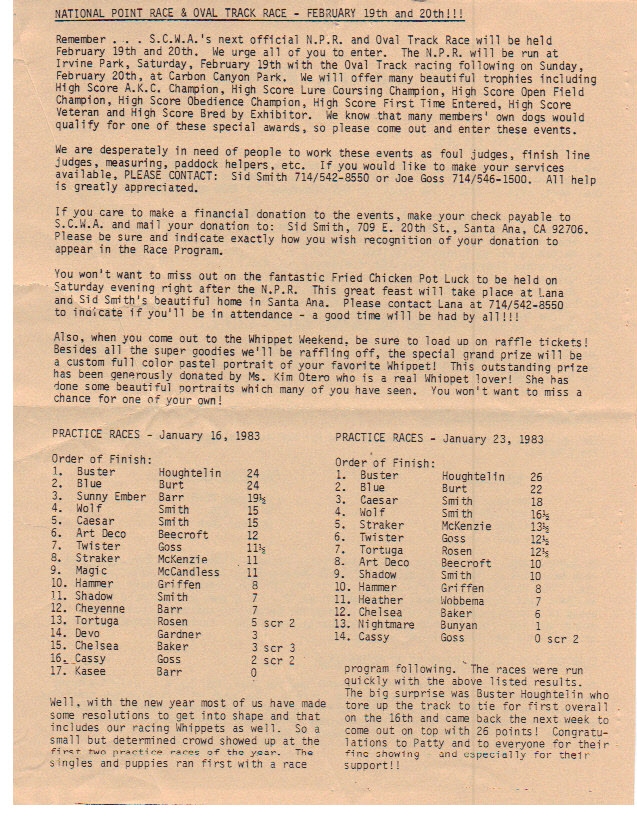 NATIONAL POINT RACE & OVAL TRACK RACE - FEBRUARY 19th and 20th!!!
Remember . . . S.C.W.A.'s next official N.P.R. and Oval Track Race will be held
February 19th and 20th. We urge all of you to enter. The N.P.R. will be run at
Irvine Park, Saturday, February 19th with the Oval Track racing following on Sunday,
February 20th, at Carbon Canyon Park. We will offer many beautiful trophies including
High Score A.K.C. Champion, High Score Lure Coursing Champion, High Score Open Field
Champion, High Score Obedience Champion, High Score First Time Entered, High Score
Veteran and High Score Bred by Exhibitor. We know that many members' own dogs would
qualify for one of these special awards, so please come out and enter these events.
We are desperately in need of people to work these events as foul judges, finish line
judges, measuring, paddock helpers, etc. If you would like to make your services
available, PLEASE CONTACT: Sid Smith 714/542-8550 or Joe Goss 714/546-1500. All help
is greatly appreciated.
If you care to make a financial donation to the events, make your check payable to
S.C.W.A. and mail your donation to: Sid Smith, 709 E. 20th St., Santa Ana, CA 92706.
Please be sure and indicate exactly how you wish recognition of your donation to
appear in the Race Program.
You won't want to miss out on the fantastic Fried Chicken Pot Luck to be held on
Saturday evening right after the N.P.R. This great feast will take place at Lana
and Sid Smith's beautiful home in Santa Ana. Please contact Lana at 714/542-8550
to indicate if you'll be in attendance - a good time will be had by all!!!
Also, when you come out to the Whippet Weekend, be sure to load up on raffle tickets!
Besides all the super goodies we'll be raffling off, the special grand prize will be
a custom full color pastel portrait of your favorite Whippet! This outstanding prize
has been generously donated by Ms. Kim Otero who is a real Whippet lover! She has
done some beautiful portraits which many of you have seen. You won't want to miss a
chance for one of your own!
PRACTICE RACES - January 16, 1983
Order of Finish:
1. Buster Houghtelin 24
2. Blue Burt 24
3. Sunny Ember Barr 19½
4. Wolf Smith 15
5. Caesar Smith 15
6. Art Deco Beecroft 12
7. Twister Goss 11½
8. Straker McKenzie 11
9. Magic McCandless 11
10. Hammer Griffen 8
11. Shadow Smith 7
12. Cheyenne Barr 7
13. Tortuga Rosen 5 scr 2
14. Devo Gardner 3
15. Chelsea Baker 3 scr 3
16. Cassy Goss 2 scr 2
17. Kasee Barr 0
Well, with the new year most of us have made
some resolutions to get into shape and that
includes our racing Whippets as well. So a
small but determined crowd showed up at the
first two practice races of the year. The
singles and puppies ran first with a race
PRACTICE RACES - January 23, 1983
Order of Finish:
1. Buster Houghtelin 26
2. Blue Burt 22
3. Caesar Smith 18
4. Wolf Smith 16½
5. Straker McKenzie 13½
6. Twister Goss 12½
7. Tortuga Rosen 12½
8. Art Deco Beecroft 10
9. Shadow Smith 10
10. Hammer Griffen 8
11. Heather Wobbema 7
12. Chelsea Baker 6
13. Nightmare Bunyan 1
14. Cassy Goss 0 scr 2
program following. The races were run
quickly with the above listed results.
The big surprise was Buster Houghtelin who
tore up the track to tie for first overall
on the 16th and came back the next week to
come out on top with 26 points! Congratu-
lations to Patty and to everyone for their
fine showing and especially for their
support!!